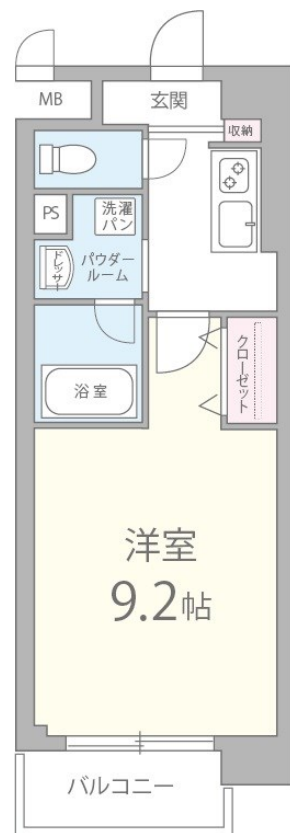 MB
玄関
収納
PS
洗濯
パン
ドレッサー
パウダー
ルーム
浴室
クローゼット
洋室
9.2帖
バルコニー